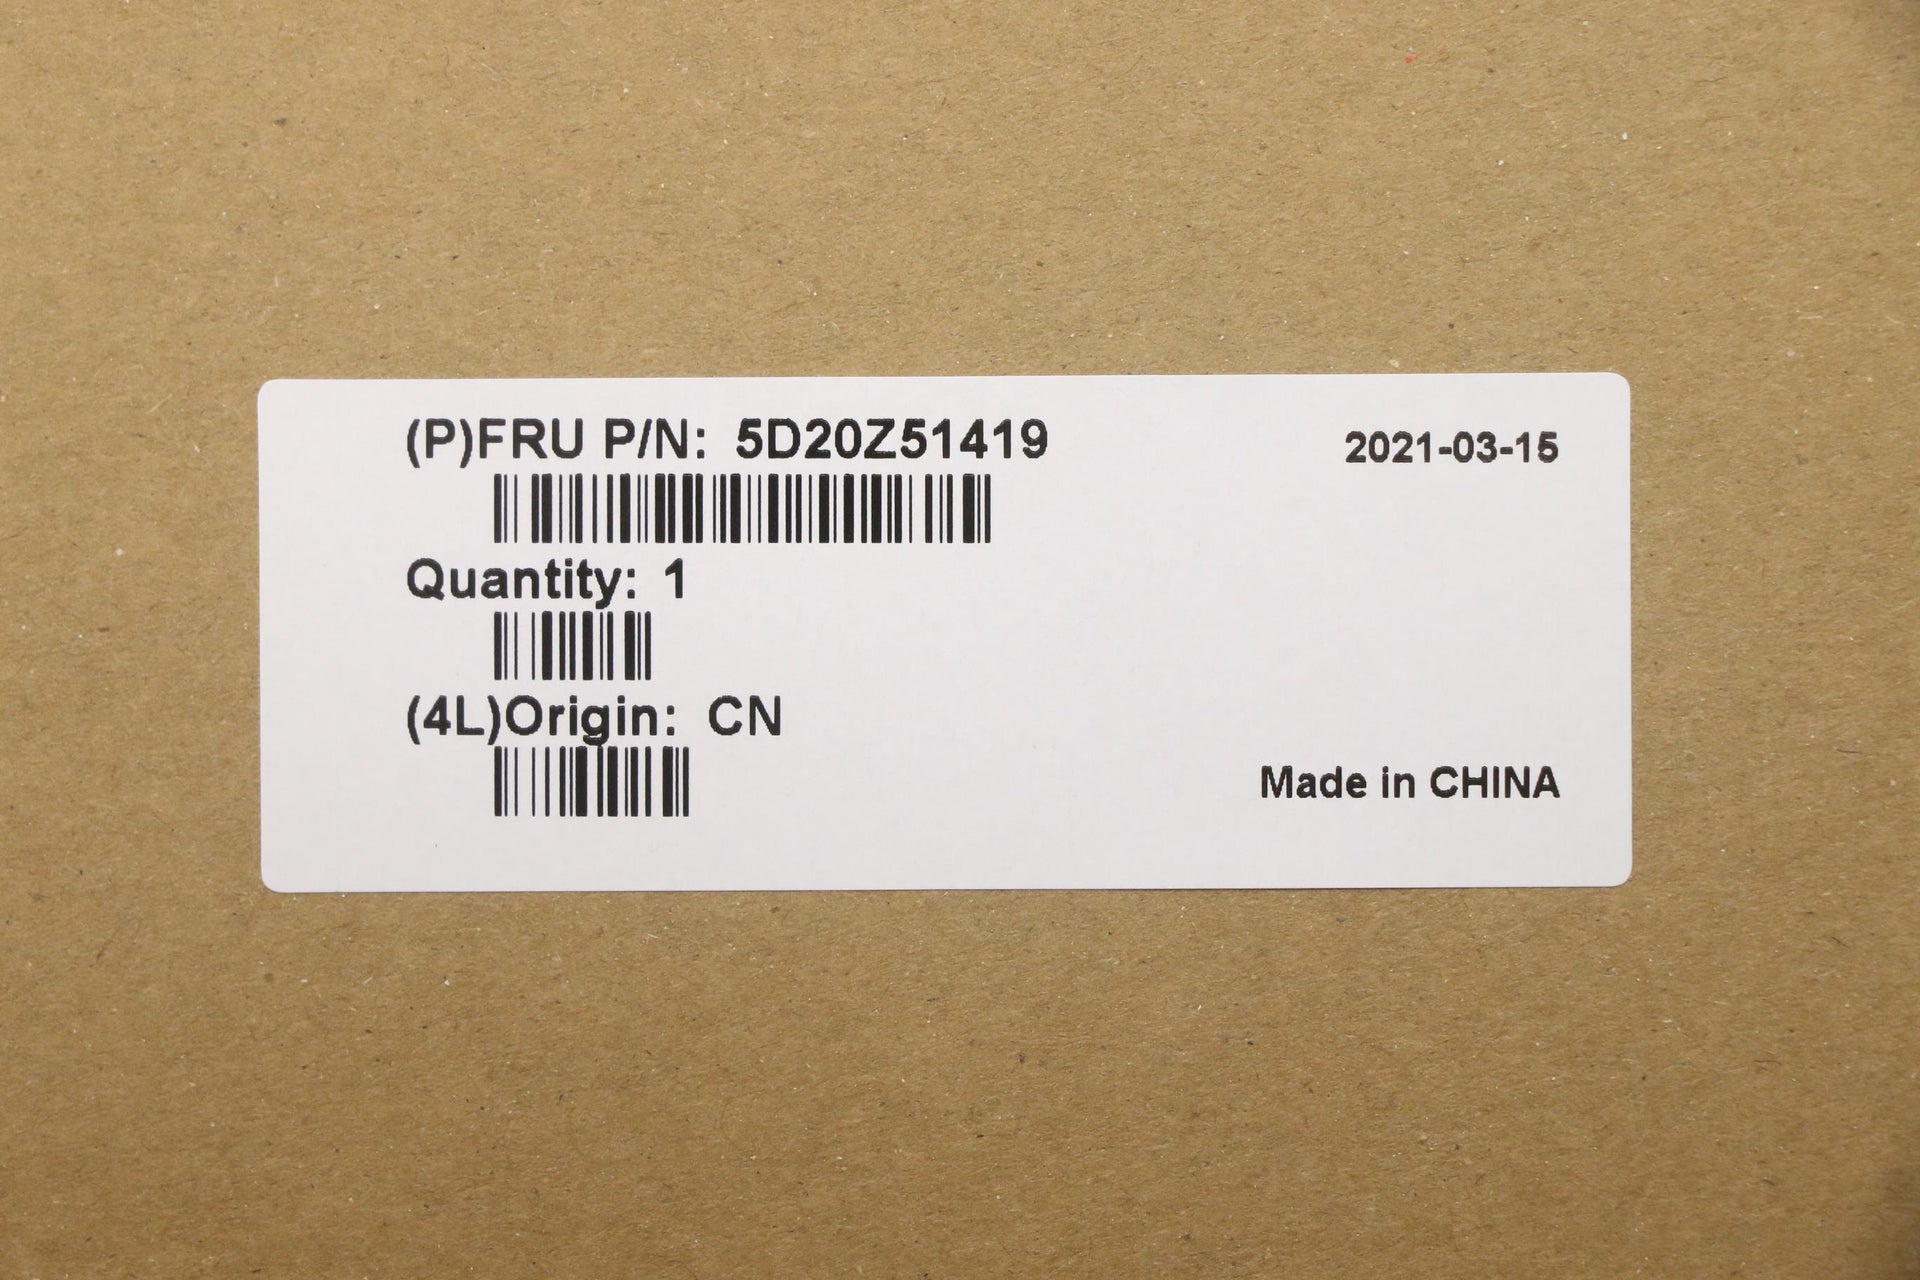 (P)FRU P/N: 5D20Z51419
2021-03-15
Quantity: 1
(4L)Origin: CN
Made in CHINA